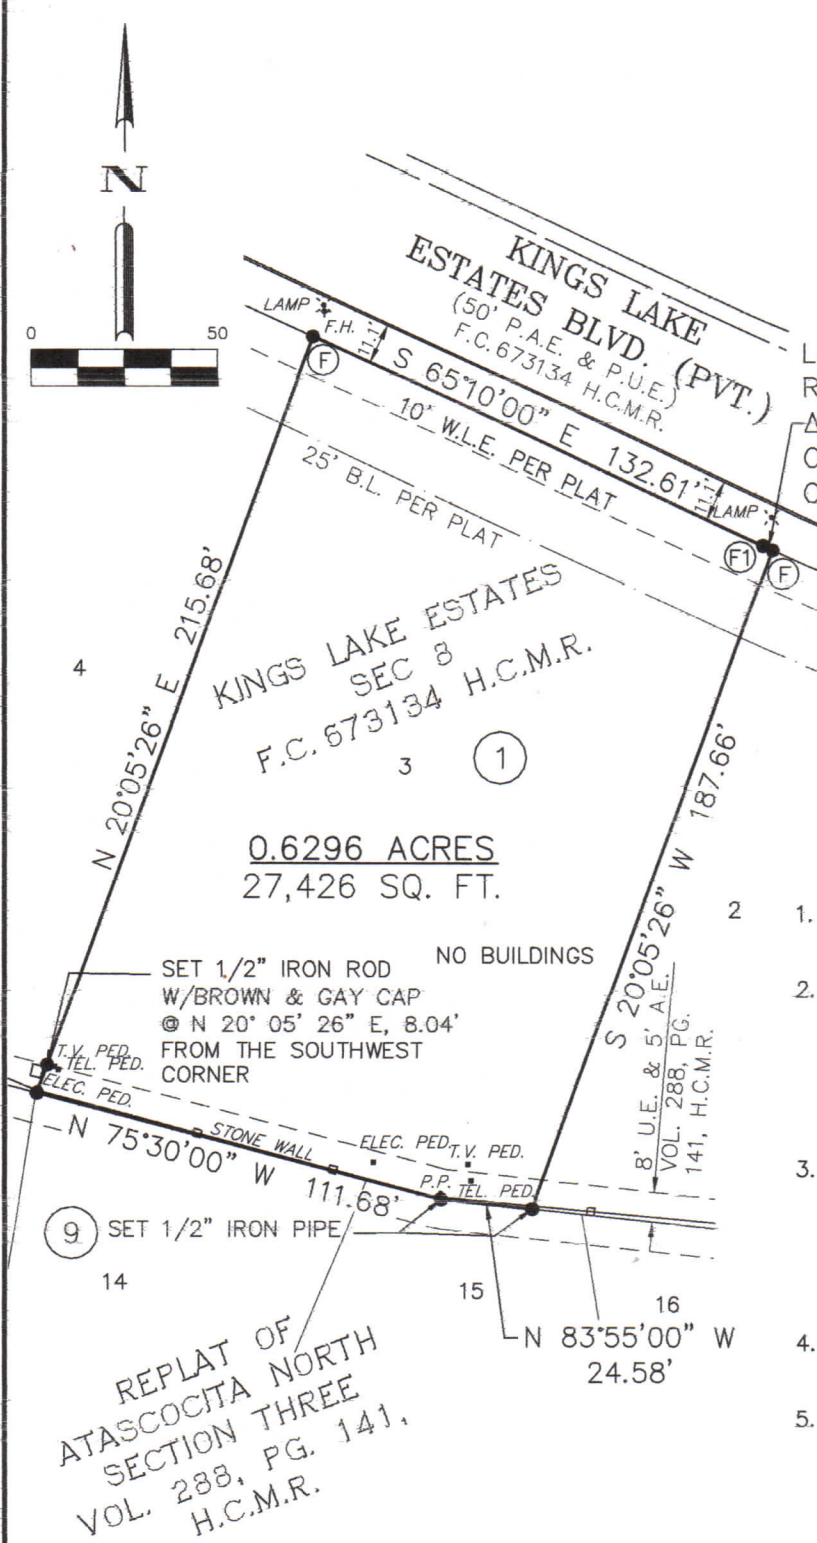 N
0 50
KINGS LAKE
ESTATES BLVD. (PVT.)
(50' P.A.E. & P.U.E.)
F.C. 673134 H.C.M.R.
LAMP
F.H.
11.1'
F
S 65°10'00" E 132.61'
10' W.L.E. PER PLAT
25' B.L. PER PLAT
11.1'
LAMP
F1
F
L
R
Δ
C
C
KINGS LAKE ESTATES
SEC 8
F.C. 673134 H.C.M.R.
4
N 20°05'26" E 215.68'
3
1
0.6296 ACRES
27,426 SQ. FT.
S 20°05'26" W 187.66'
2
1.
NO BUILDINGS
2.
SET 1/2" IRON ROD
W/BROWN & GAY CAP
@ N 20° 05' 26" E, 8.04'
FROM THE SOUTHWEST
CORNER
8' U.E. & 5' A.E.
VOL. 288, PG.
141, H.C.M.R.
T.V. PED.
TEL. PED.
ELEC. PED.
STONE WALL
N 75°30'00" W 111.68'
ELEC. PED.
T.V. PED.
P.P.
TEL. PED.
3.
9
SET 1/2" IRON PIPE
14
15
16
N 83°55'00" W
24.58'
4.
5.
REPLAT OF
ATASCOCITA NORTH
SECTION THREE
VOL. 288, PG. 141,
H.C.M.R.